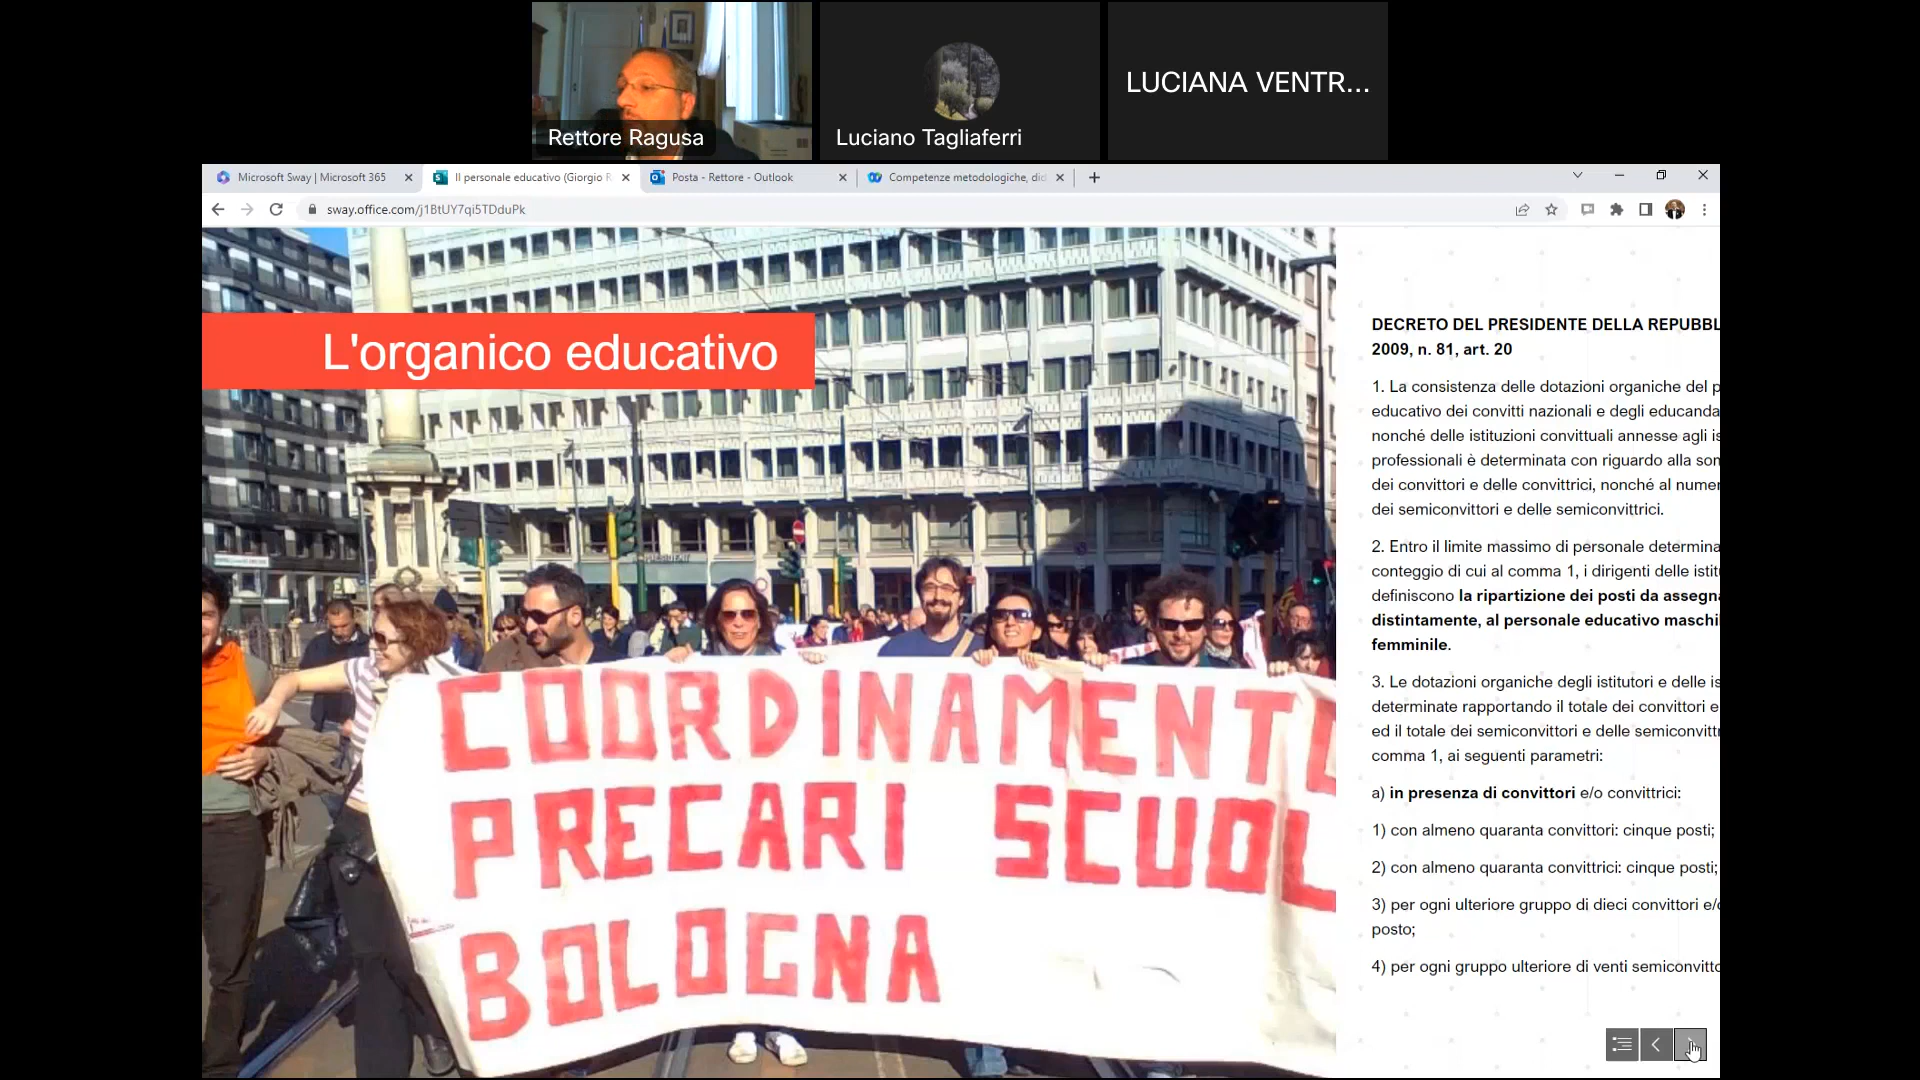 Rettore Ragusa
Luciano Tagliaferri
LUCIANA VENTR...
Microsoft Sway | Microsoft 365
Il personale educativo (Giorgio R
Posta - Rettore - Outlook
Competenze metodologiche, did
sway.office.com/j1BtUY7qi5TDduPk
L'organico educativo
COORDINAMENTO
PRECARI SCUOL
BOLOGNA
DECRETO DEL PRESIDENTE DELLA REPUBBL
2009, n. 81, art. 20
1. La consistenza delle dotazioni organiche del p
educativo dei convitti nazionali e degli educanda
nonché delle istituzioni convittuali annesse agli is
professionali è determinata con riguardo alla son
dei convittori e delle convittrici, nonché al numer
dei semiconvittori e delle semiconvittrici.
2. Entro il limite massimo di personale determina
conteggio di cui al comma 1, i dirigenti delle istitu
definiscono la ripartizione dei posti da assegna
distintamente, al personale educativo maschi
femminile.
3. Le dotazioni organiche degli istitutori e delle is
determinate rapportando il totale dei convittori e
ed il totale dei semiconvittori e delle semiconvittr
comma 1, ai seguenti parametri:
a) in presenza di convittori e/o convittrici:
1) con almeno quaranta convittori: cinque posti;
2) con almeno quaranta convittrici: cinque posti;
3) per ogni ulteriore gruppo di dieci convittori e/o
posto;
4) per ogni gruppo ulteriore di venti semiconvitto